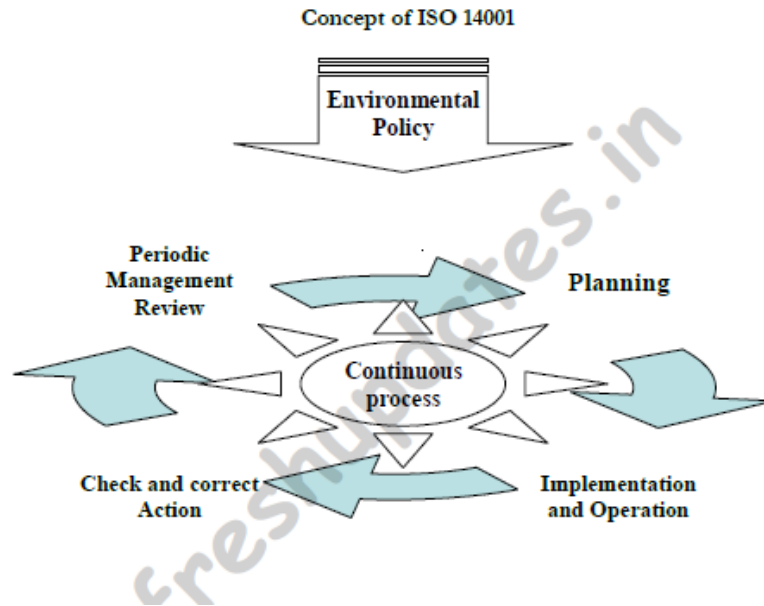 Concept of ISO 14001
Environmental
Policy
Periodic
Management
Review
Planning
Continuous
process
Check and correct
Action
Implementation
and Operation
freshupdates.in